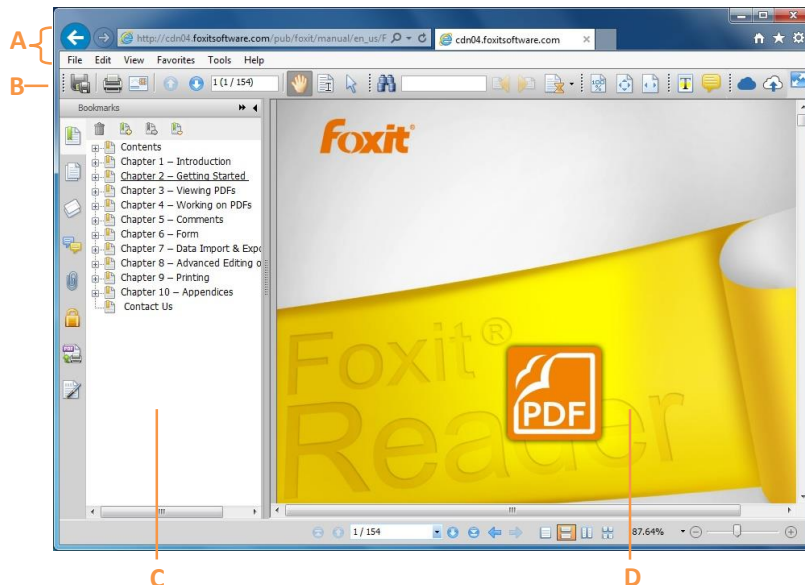 A
http://cdn04.foxitsoftware.com/pub/foxit/manual/en_us/F
cdn04.foxitsoftware.com
File Edit View Favorites Tools Help
B
1 (1 / 154)
Bookmarks
Contents
Chapter 1 – Introduction
Chapter 2 – Getting Started
Chapter 3 – Viewing PDFs
Chapter 4 – Working on PDFs
Chapter 5 – Comments
Chapter 6 – Form
Chapter 7 – Data Import & Expo
Chapter 8 – Advanced Editing o
Chapter 9 – Printing
Chapter 10 – Appendices
Contact Us
foxit®
Foxit®
Reader
PDF
1 / 154
87.64%
C
D